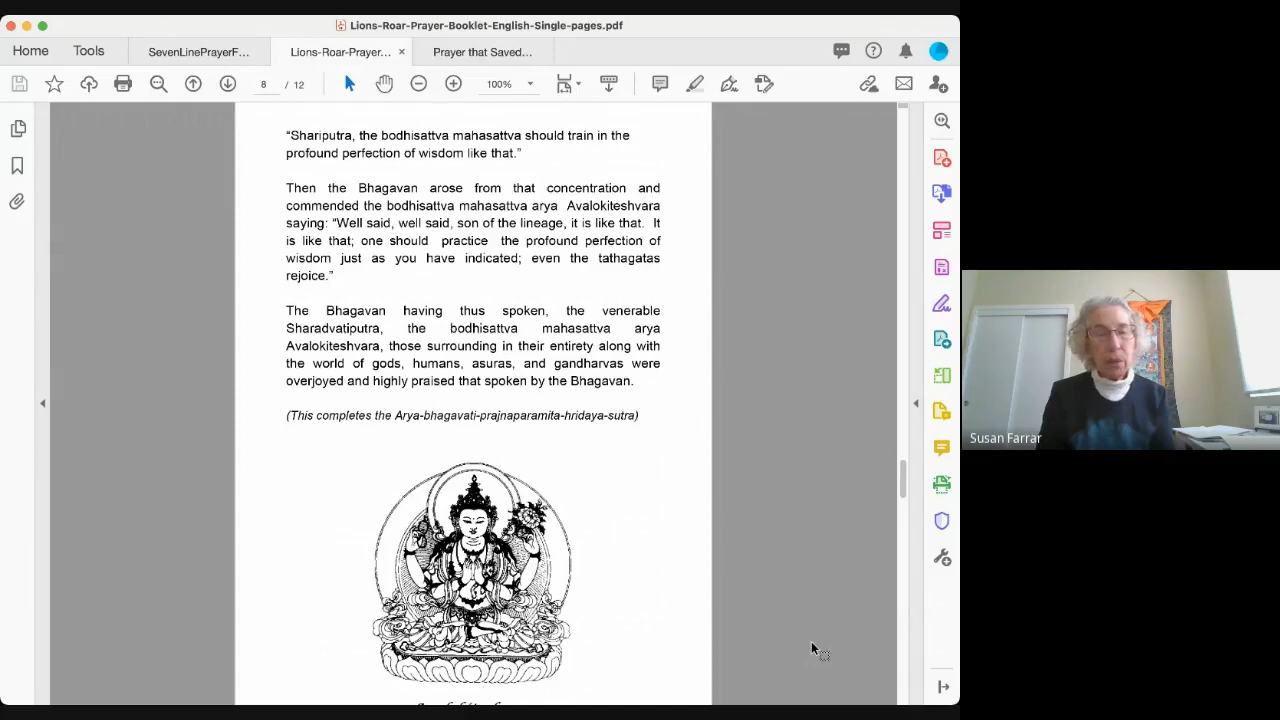 Lions-Roar-Prayer-Booklet-English-Single-pages.pdf
Home
Tools
SevenLinePrayerF...
Lions-Roar-Prayer...
Prayer that Saved...
8 / 12
100%
“Shariputra, the bodhisattva mahasattva should train in the
profound perfection of wisdom like that.”
Then the Bhagavan arose from that concentration and
commended the bodhisattva mahasattva arya Avalokiteshvara
saying: “Well said, well said, son of the lineage, it is like that. It
is like that; one should practice the profound perfection of
wisdom just as you have indicated; even the tathagatas
rejoice.”
The Bhagavan having thus spoken, the venerable
Sharadvatiputra, the bodhisattva mahasattva arya
Avalokiteshvara, those surrounding in their entirety along with
the world of gods, humans, asuras, and gandharvas were
overjoyed and highly praised that spoken by the Bhagavan.
(This completes the Arya-bhagavati-prajnaparamita-hridaya-sutra)
Susan Farrar